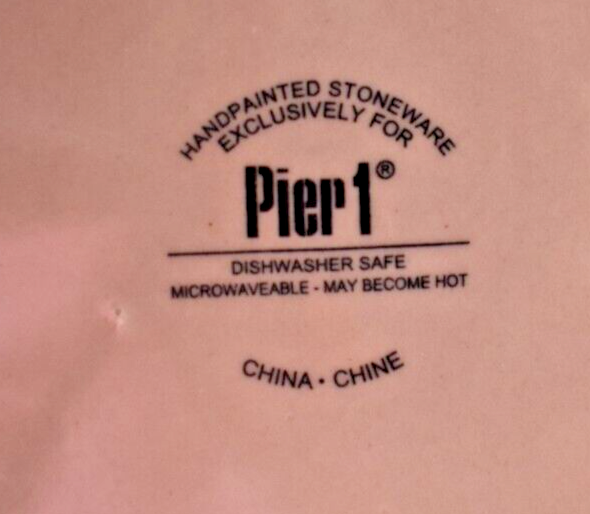 HANDPAINTED STONEWARE
EXCLUSIVELY FOR
Pier 1®
DISHWASHER SAFE
MICROWAVEABLE - MAY BECOME HOT
CHINA · CHINE